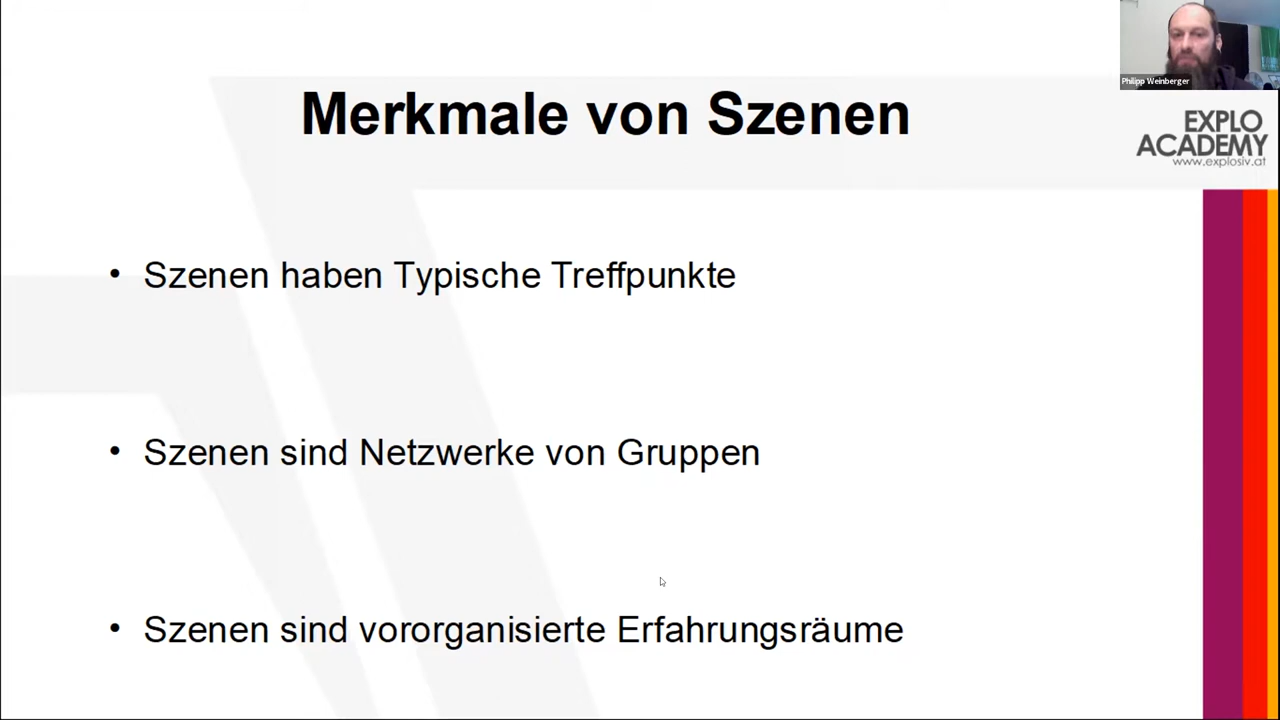 Philipp Weinberger
Merkmale von Szenen
EXPLO
ACADEMY
www.explosiv.at
• Szenen haben Typische Treffpunkte
• Szenen sind Netzwerke von Gruppen
• Szenen sind vororganisierte Erfahrungsräume